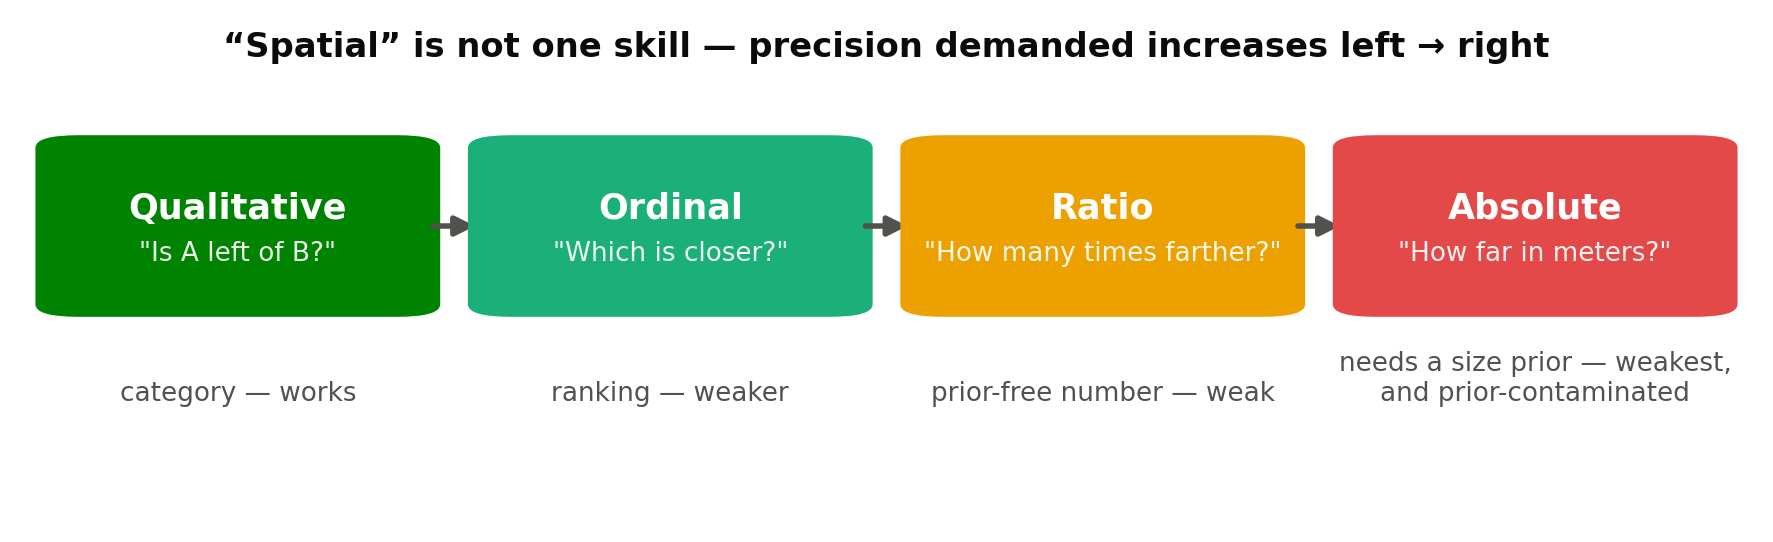 “Spatial” is not one skill — precision demanded increases left → right
Qualitative
"Is A left of B?"
category — works
Ordinal
"Which is closer?"
ranking — weaker
Ratio
"How many times farther?"
prior-free number — weak
Absolute
"How far in meters?"
needs a size prior — weakest,
and prior-contaminated